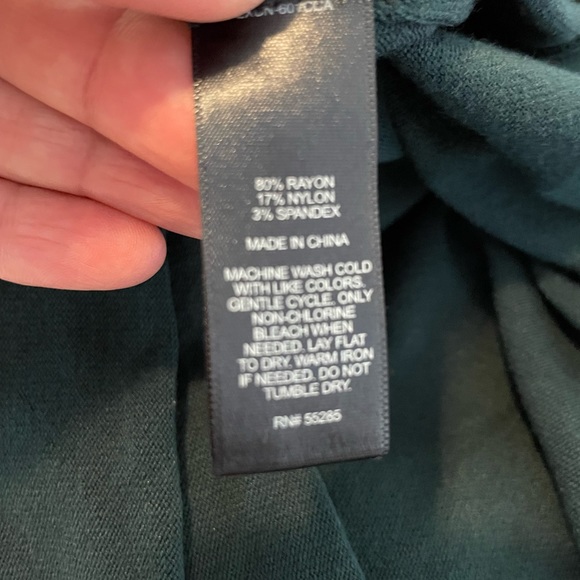 80% RAYON
17% NYLON
3% SPANDEX
MADE IN CHINA
MACHINE WASH COLD
WITH LIKE COLORS.
GENTLE CYCLE. ONLY
NON-CHLORINE
BLEACH WHEN
NEEDED. LAY FLAT
TO DRY. WARM IRON
IF NEEDED. DO NOT
TUMBLE DRY.
RN# 55285